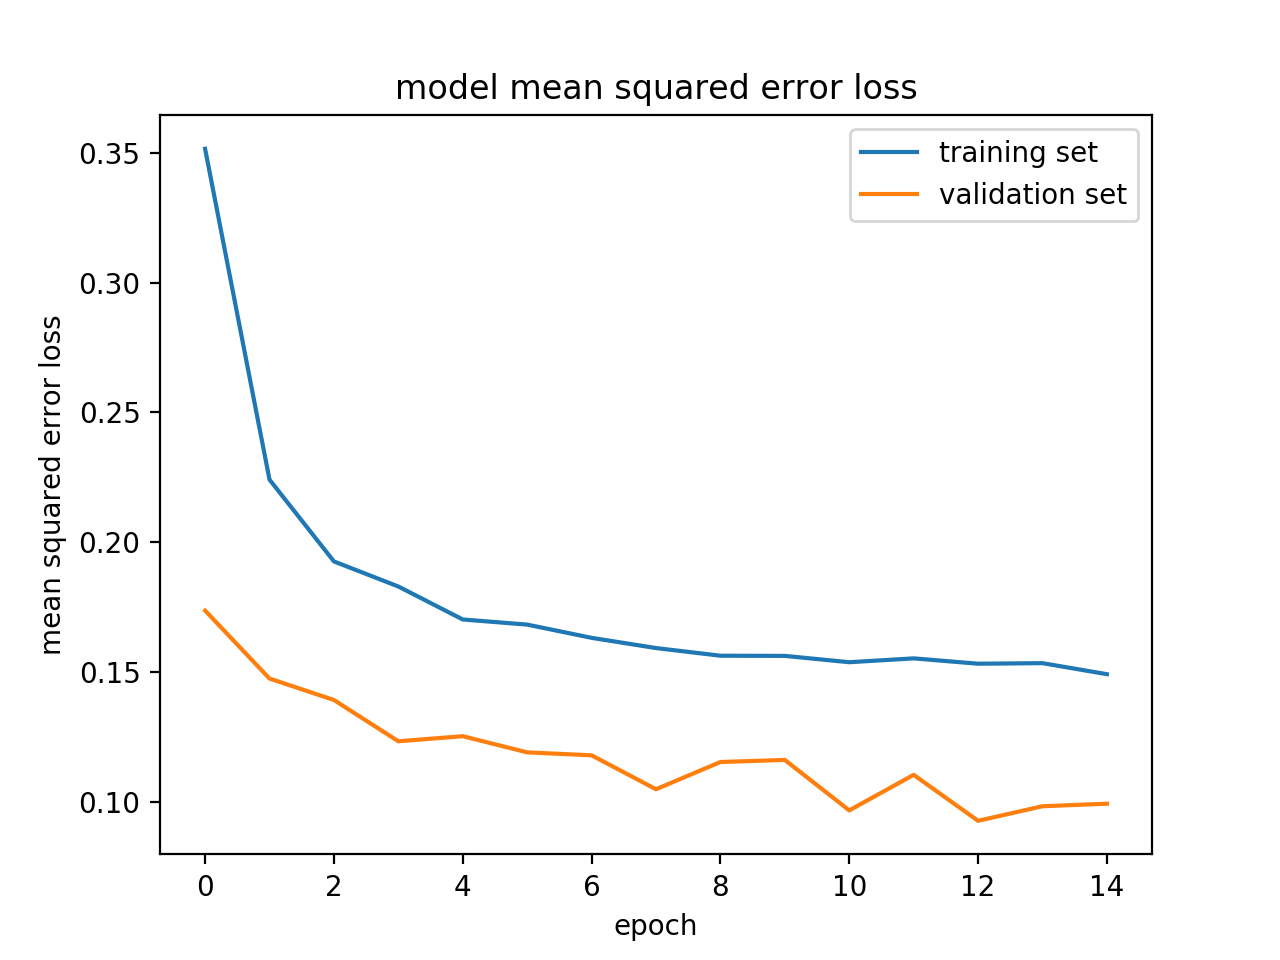 model mean squared error loss
training set
validation set
mean squared error loss
0.35
0.30
0.25
0.20
0.15
0.10
0 2 4 6 8 10 12 14
epoch